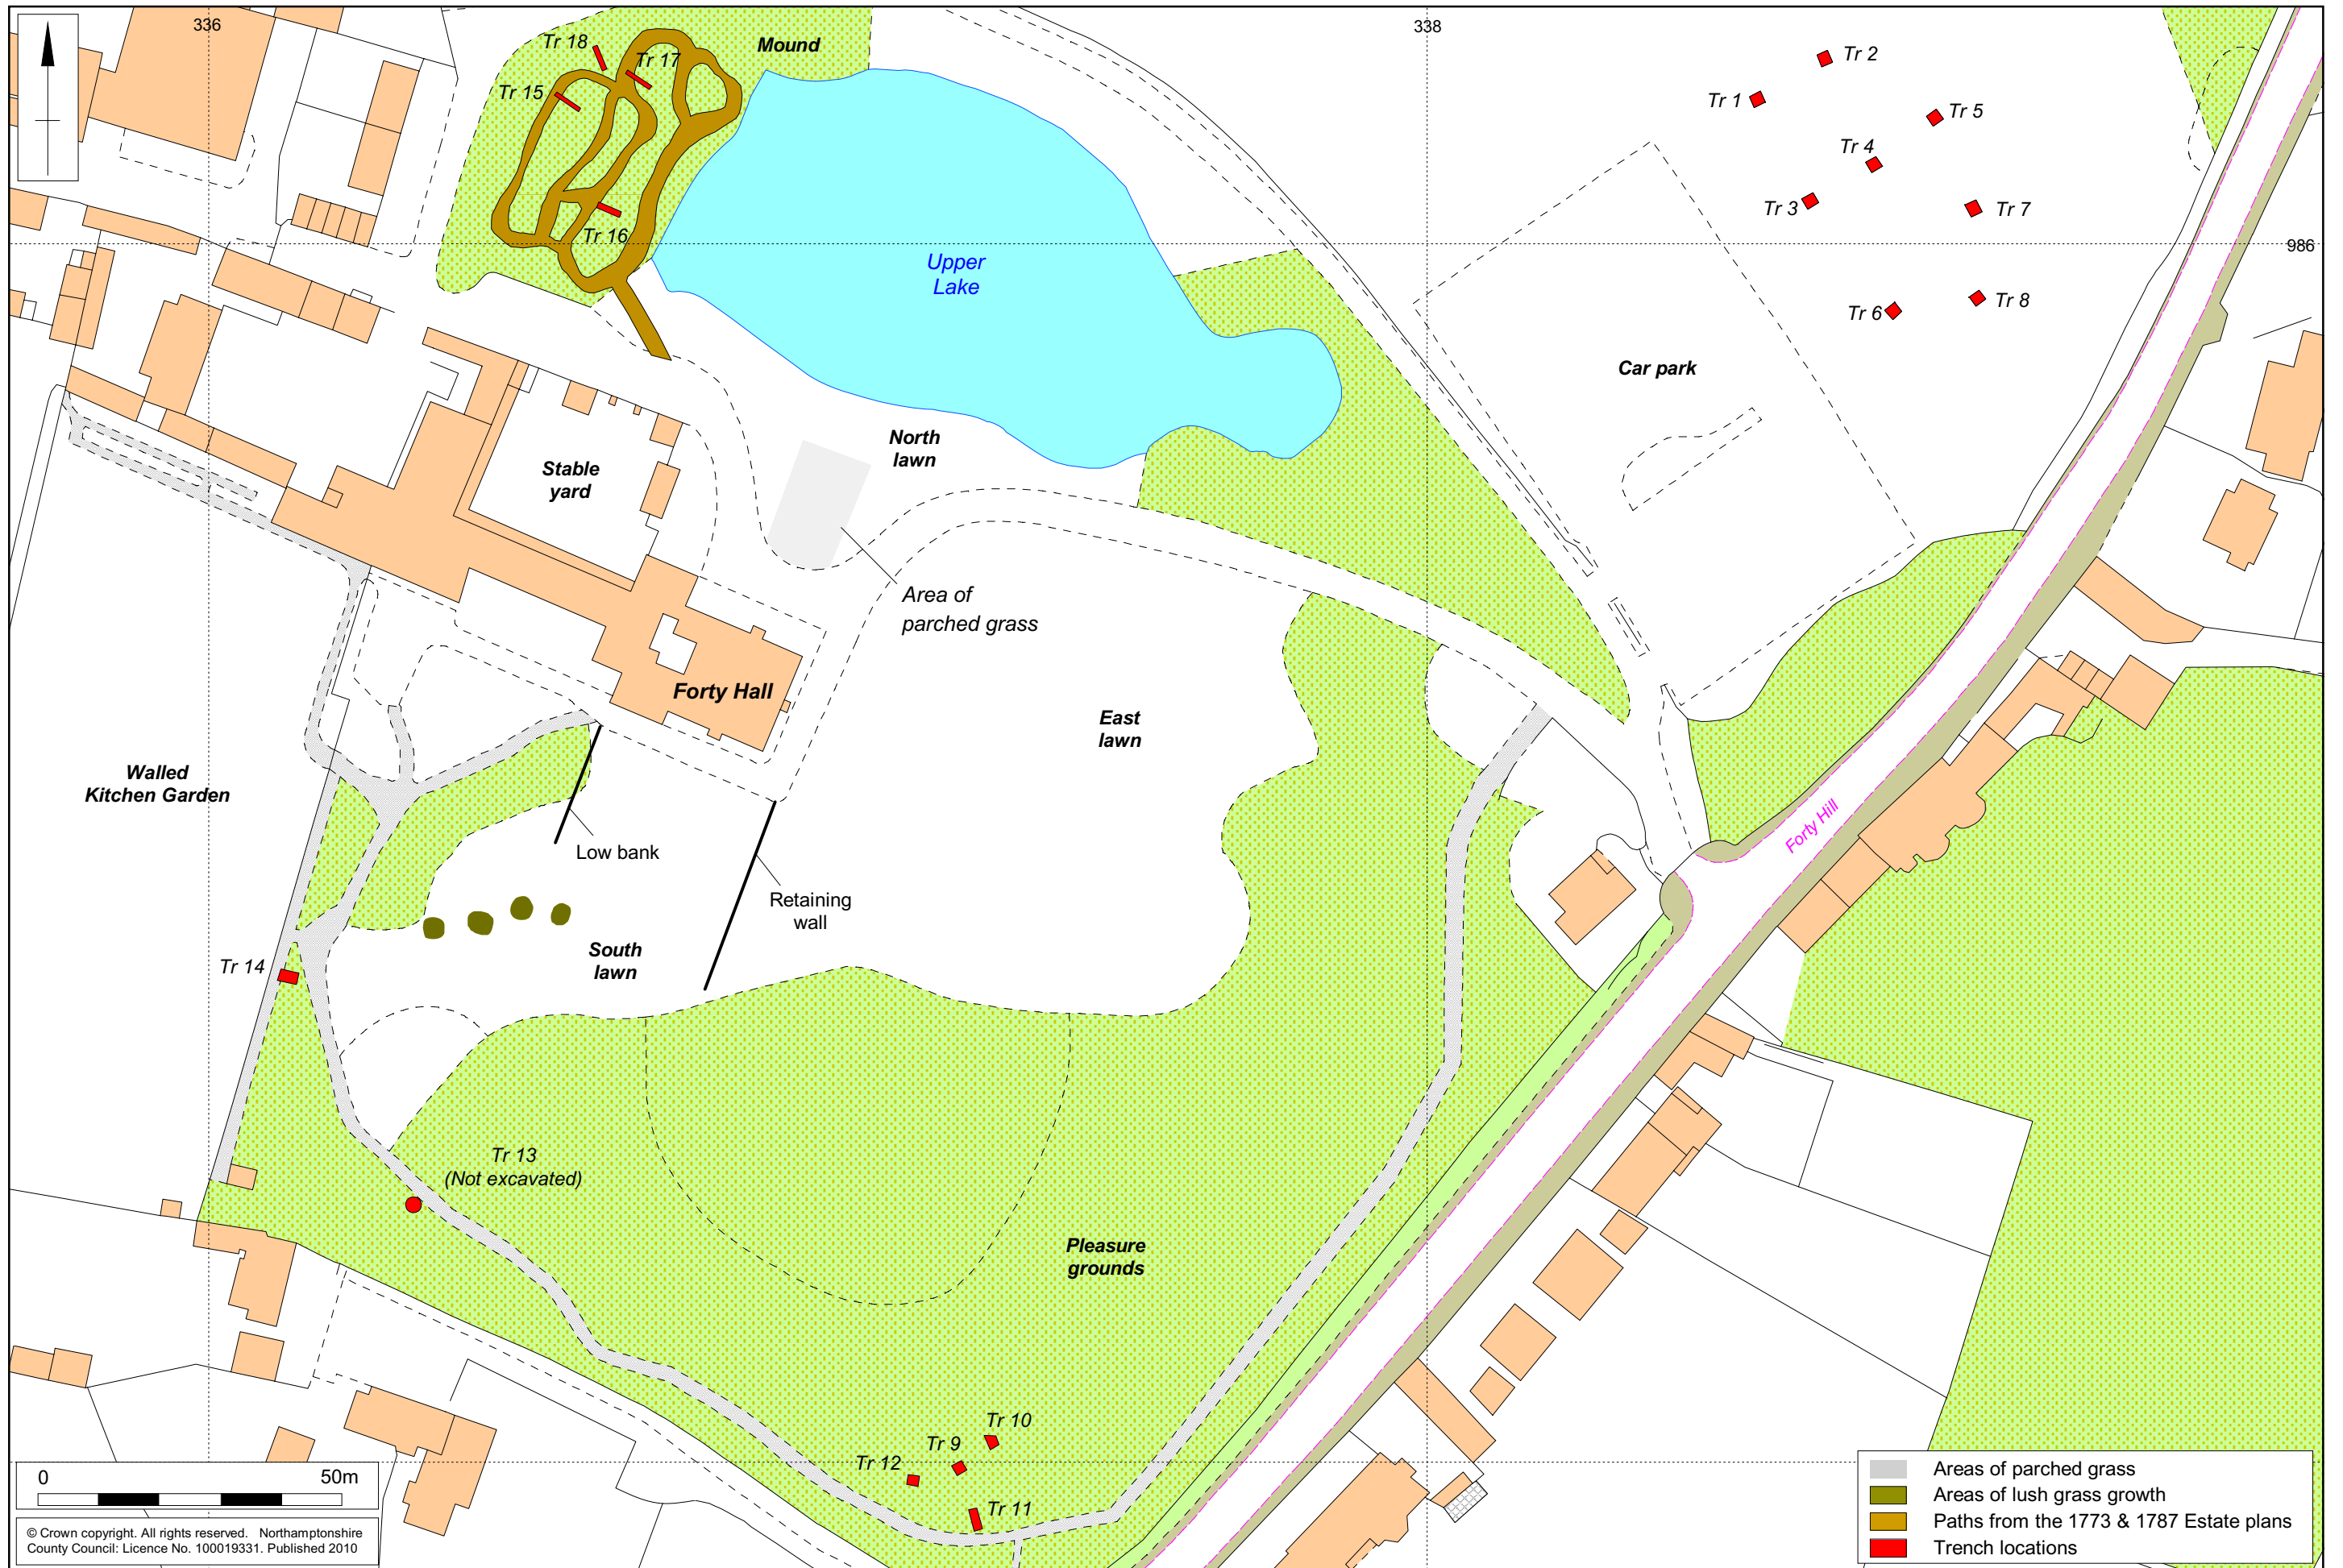 336
338
Tr 18
Mound
Tr 17
Tr 15
Tr 2
Tr 1
Tr 5
Tr 4
Tr 3
Tr 7
Tr 16
986
Upper
Lake
Tr 8
Tr 6
Car park
North
lawn
Stable
yard
Area of
parched grass
Forty Hall
East
lawn
Walled
Kitchen Garden
Forty Hill
Low bank
Retaining
wall
South
lawn
Tr 14
Tr 13
(Not excavated)
Pleasure
grounds
Tr 10
Tr 9
Tr 12
Tr 11
0 50m
© Crown copyright. All rights reserved. Northamptonshire
County Council: Licence No. 100019331. Published 2010
Areas of parched grass
Areas of lush grass growth
Paths from the 1773 & 1787 Estate plans
Trench locations